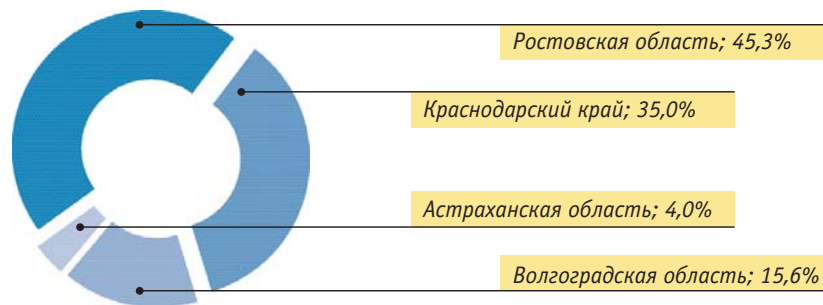 Ростовская область; 45,3%
Краснодарский край; 35,0%
Астраханская область; 4,0%
Волгоградская область; 15,6%